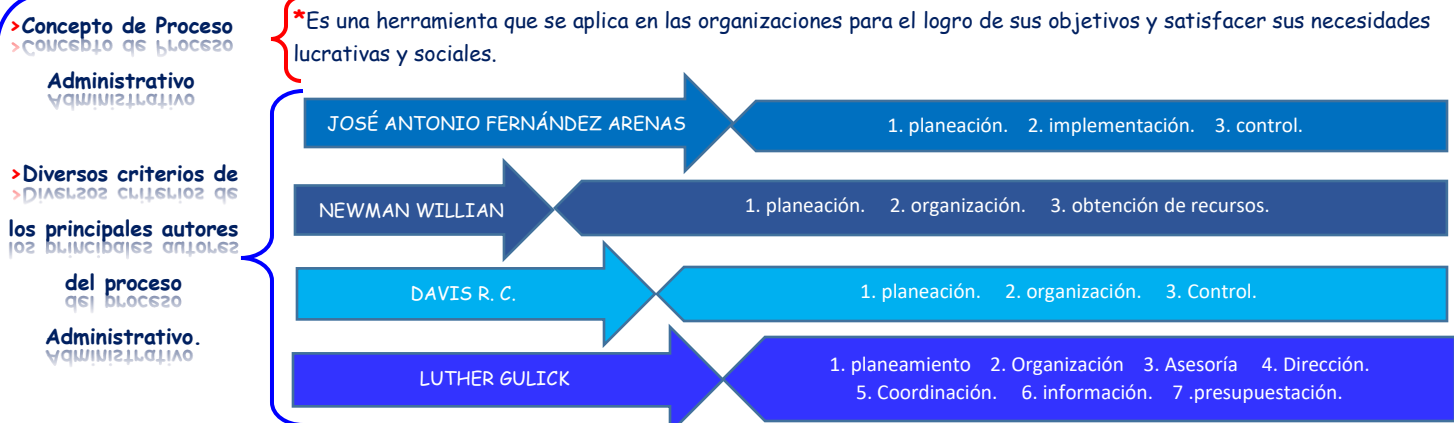 >Concepto de Proceso
Administrativo
*Es una herramienta que se aplica en las organizaciones para el logro de sus objetivos y satisfacer sus necesidades
lucrativas y sociales.
>Diversos criterios de
los principales autores
del proceso
Administrativo.
JOSÉ ANTONIO FERNÁNDEZ ARENAS
1. planeación. 2. implementación. 3. control.
NEWMAN WILLIAN
1. planeación. 2. organización. 3. obtención de recursos.
DAVIS R. C.
1. planeación. 2. organización. 3. Control.
LUTHER GULICK
1. planeamiento 2. Organización 3. Asesoría 4. Dirección.
5. Coordinación. 6. información. 7 .presupuestación.